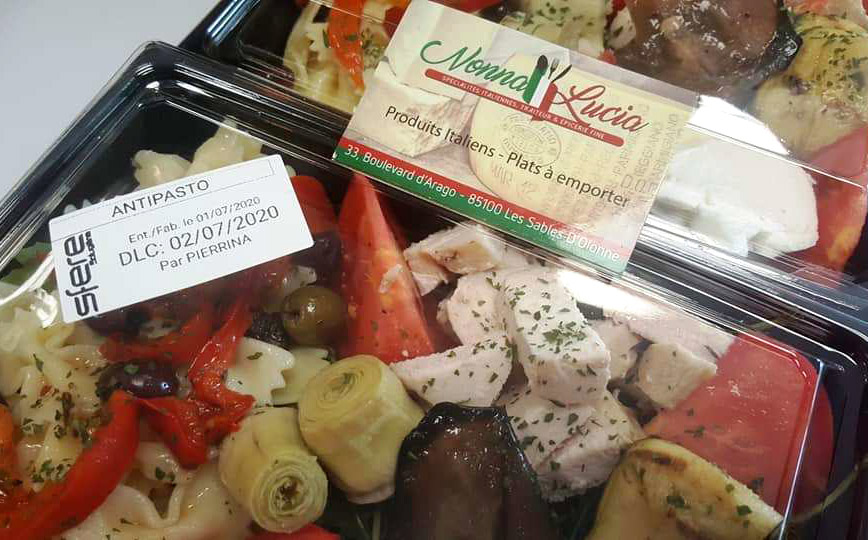 Nonna Lucia
SPÉCIALITÉS ITALIENNES, TRAITEUR & ÉPICERIE FINE
Produits Italiens - Plats à emporter
33, Boulevard d'Arago - 85100 Les Sables-D'Olonne
ANTIPASTO
Ent./Fab. le 01/07/2020
DLC: 02/07/2020
Par PIERRINA
sfere